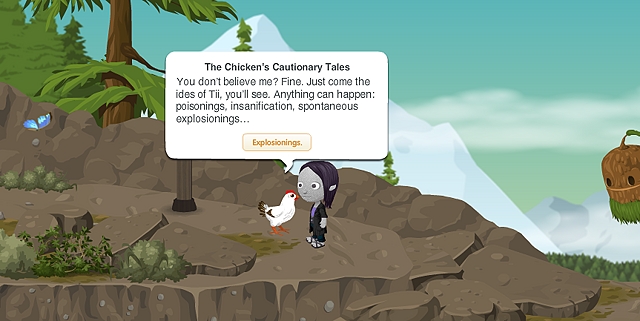 The Chicken's Cautionary Tales
You don't believe me? Fine. Just come the
ides of Tii, you'll see. Anything can happen:
poisonings, insanification, spontaneous
explosionings…
Explosionings.